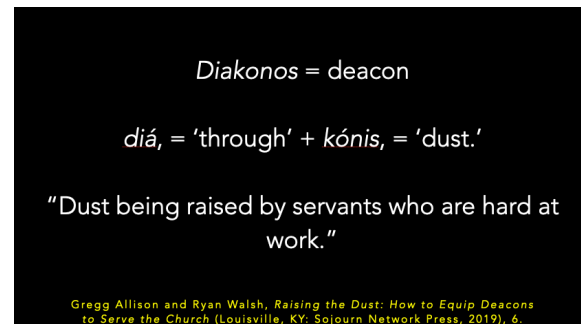 Diakonos = deacon
diá, = ‘through’ + kónis, = ‘dust.’
“Dust being raised by servants who are hard at
work.”
Gregg Allison and Ryan Walsh, Raising the Dust: How to Equip Deacons
to Serve the Church (Louisville, KY: Sojourn Network Press, 2019), 6.